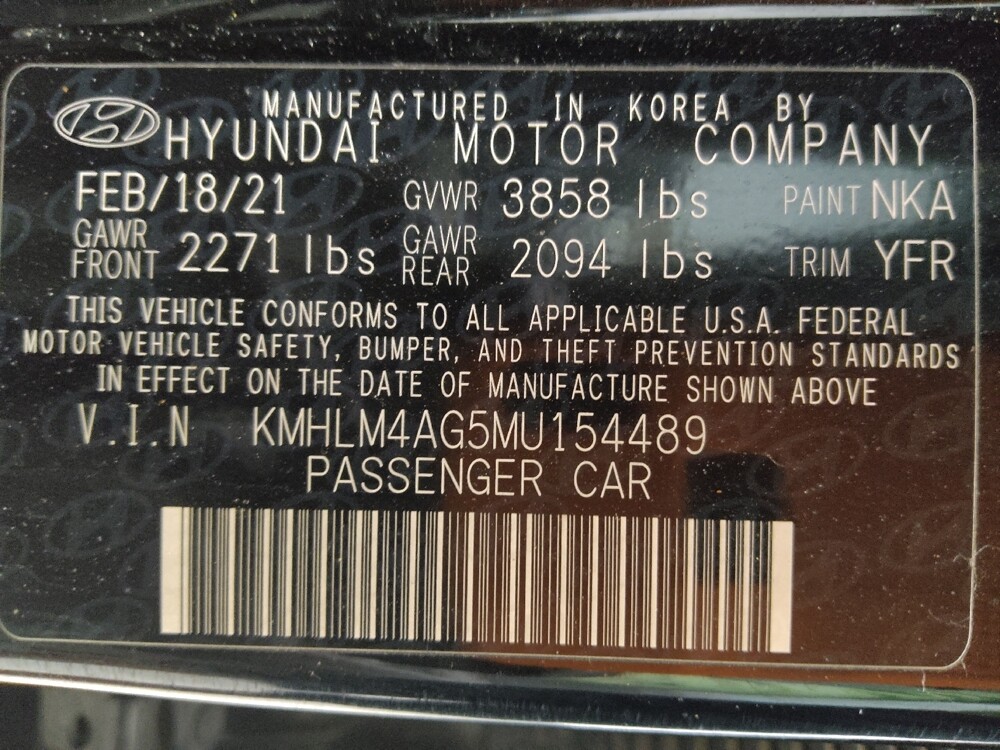 MANUFACTURED IN KOREA BY
HYUNDAI MOTOR COMPANY
FEB/18/21 GVWR 3858 lbs PAINT NKA
GAWR FRONT 2271 lbs GAWR REAR 2094 lbs TRIM YFR
THIS VEHICLE CONFORMS TO ALL APPLICABLE U.S.A. FEDERAL
MOTOR VEHICLE SAFETY, BUMPER, AND THEFT PREVENTION STANDARDS
IN EFFECT ON THE DATE OF MANUFACTURE SHOWN ABOVE
V.I.N KMHLM4AG5MU154489
PASSENGER CAR